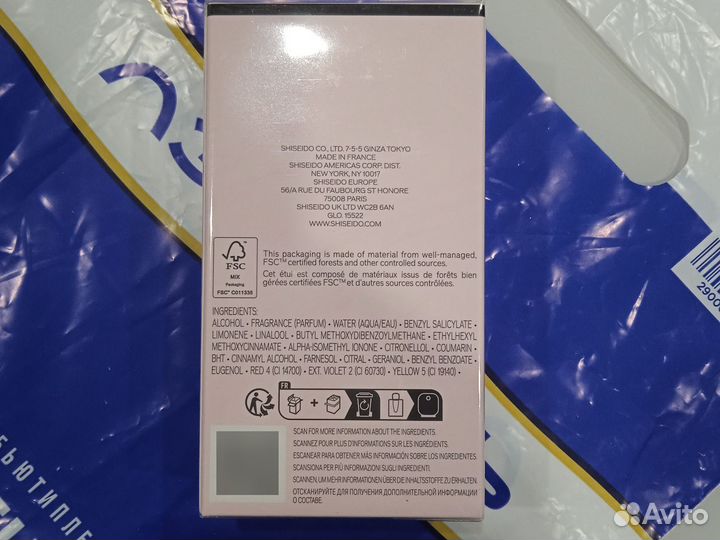 SHISEIDO CO., LTD. 7-5-5 GINZA TOKYO
MADE IN FRANCE
SHISEIDO AMERICAS CORP. DIST.
NEW YORK, NY 10017
SHISEIDO EUROPE
56/A RUE DU FAUBOURG ST HONORE
75008 PARIS
SHISEIDO UK LTD WC2B 6AN
GLO. 15522
WWW.SHISEIDO.COM
FSC
MIX
Packaging
FSC® C011335
This packaging is made of material from well-managed,
FSC™ certified forests and other controlled sources.
Cet étui est composé de matériaux issus de forêts bien
gérées certifiées FSC™ et d'autres sources contrôlées.
INGREDIENTS:
ALCOHOL • FRAGRANCE (PARFUM) • WATER (AQUA/EAU) • BENZYL SALICYLATE •
LIMONENE • LINALOOL • BUTYL METHOXYDIBENZOYLMETHANE • ETHYLHEXYL
METHOXYCINNAMATE • ALPHA-ISOMETHYL IONONE • CITRONELLOL • COUMARIN •
BHT • CINNAMYL ALCOHOL • FARNESOL • CITRAL • GERANIOL • BENZYL BENZOATE •
EUGENOL • RED 4 (CI 14700) • EXT. VIOLET 2 (CI 60730) • YELLOW 5 (CI 19140) •
FR
+
SCAN FOR MORE INFORMATION ABOUT THE INGREDIENTS.
SCANNEZ POUR PLUS D'INFORMATIONS SUR LES INGRÉDIENTS.
ESCANEAR PARA OBTENER MÁS INFORMACIÓN SOBRE LOS INGREDIENTES.
SCANSIONA PER PIÙ INFORMAZIONI SUGLI INGREDIENTI.
SCANNEN, UM MEHR INFORMATIONEN ÜBER DIE INHALTSSTOFFE ZU ERHALTEN.
ОТСКАНИРУЙТЕ ДЛЯ ПОЛУЧЕНИЯ ДОПОЛНИТЕЛЬНОЙ ИНФОРМАЦИИ
О СОСТАВЕ.
Avito